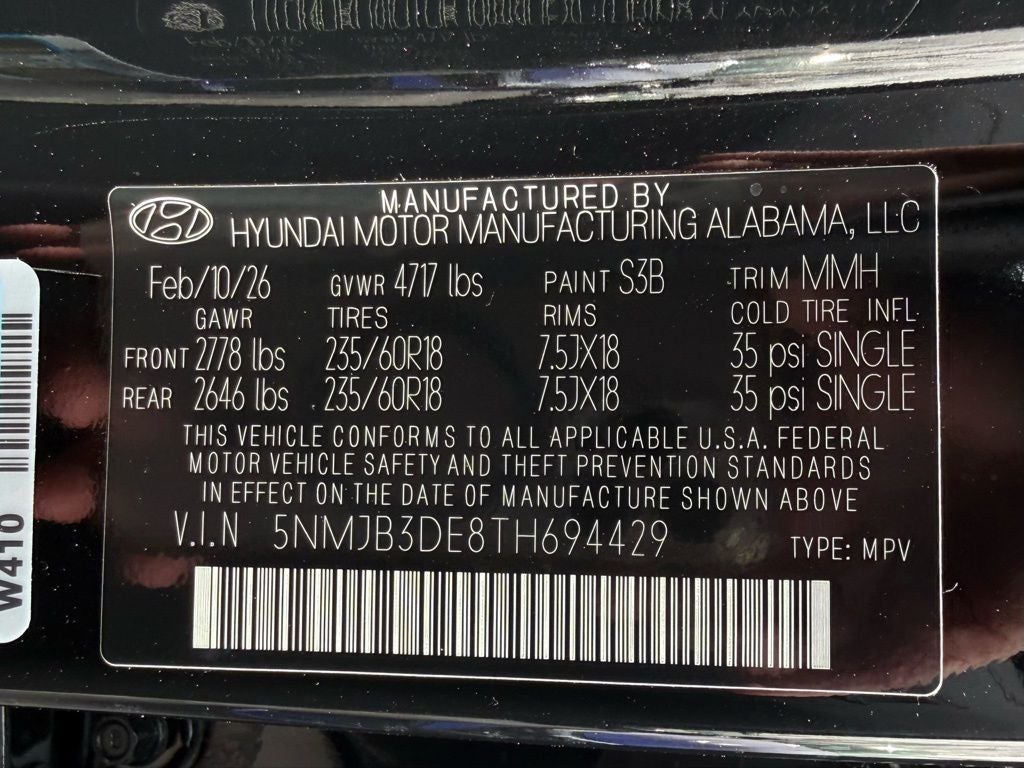 MANUFACTURED BY
HYUNDAI MOTOR MANUFACTURING ALABAMA, LLC
Feb/10/26 GVWR 4717 lbs PAINT S3B TRIM MMH
GAWR TIRES RIMS COLD TIRE INFL
FRONT 2778 lbs 235/60R18 7.5JX18 35 psi SINGLE
REAR 2646 lbs 235/60R18 7.5JX18 35 psi SINGLE
THIS VEHICLE CONFORMS TO ALL APPLICABLE U.S.A. FEDERAL
MOTOR VEHICLE SAFETY AND THEFT PREVENTION STANDARDS
IN EFFECT ON THE DATE OF MANUFACTURE SHOWN ABOVE
V.I.N 5NMJB3DE8TH694429 TYPE: MPV
W410